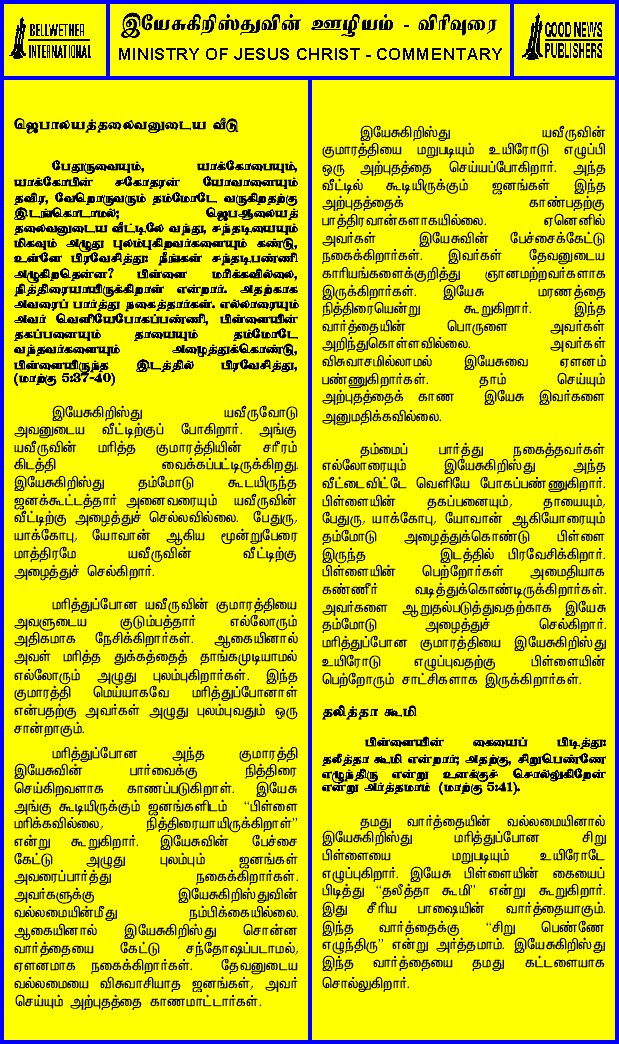 BELLWETHER
INTERNATIONAL
இயேசுகிறிஸ்துவின் ஊழியம் - விரிவுரை
MINISTRY OF JESUS CHRIST - COMMENTARY
GOOD NEWS
PUBLISHERS
ஜெபாலயத்தலைவனுடைய வீடு
பேதுருவையும், யாக்கோபையும்,
யாக்கோபின் சகோதரன் யோவானையும்
தவிர, வேறொருவரும் தம்மோடே வருகிறதற்கு
இடங்கொடாமல்; ஜெபஆலயத்
தலைவனுடைய வீட்டிலே வந்து, சந்தடியையும்
மிகவும் அழுது புலம்புகிறவர்களையும் கண்டு,
உள்ளே பிரவேசித்து: நீங்கள் சந்தடிபண்ணி
அழுகிறதென்ன? பிள்ளை மரிக்கவில்லை,
நித்திரையாயிருக்கிறாள் என்றார். அதற்காக
அவரைப் பார்த்து நகைத்தார்கள். எல்லாரையும்
அவர் வெளியேபோகப்பண்ணி, பிள்ளையின்
தகப்பனையும் தாயையும் தம்மோடே
வந்தவர்களையும் அழைத்துக்கொண்டு,
பிள்ளையிருந்த இடத்தில் பிரவேசித்து,
(மாற்கு 5:37-40)
இயேசுகிறிஸ்து யவீருவோடு
அவனுடைய வீட்டிற்குப் போகிறார். அங்கு
யவீருவின் மரித்த குமாரத்தியின் சரீரம்
கிடத்தி வைக்கப்பட்டிருக்கிறது.
இயேசுகிறிஸ்து தம்மோடு கூடயிருந்த
ஜனக்கூட்டத்தார் அனைவரையும் யவீருவின்
வீட்டிற்கு அழைத்துச் செல்லவில்லை. பேதுரு,
யாக்கோபு, யோவான் ஆகிய மூன்றுபேரை
மாத்திரமே யவீருவின் வீட்டிற்கு
அழைத்துச் செல்கிறார்.
மரித்துப்போன யவீருவின் குமாரத்தியை
அவளுடைய குடும்பத்தார் எல்லோரும்
அதிகமாக நேசிக்கிறார்கள். ஆகையினால்
அவள் மரித்த துக்கத்தைத் தாங்கமுடியாமல்
எல்லோரும் அழுது புலம்புகிறார்கள். இந்த
குமாரத்தி மெய்யாகவே மரித்துப்போனாள்
என்பதற்கு அவர்கள் அழுது புலம்புவதும் ஒரு
சான்றாகும்.
மரித்துப்போன அந்த குமாரத்தி
இயேசுவின் பார்வைக்கு நித்திரை
செய்கிறவளாக காணப்படுகிறாள். இயேசு
அங்கு கூடியிருக்கும் ஜனங்களிடம் “பிள்ளை
மரிக்கவில்லை, நித்திரையாயிருக்கிறாள்”
என்று கூறுகிறார். இயேசுவின் பேச்சை
கேட்டு அழுது புலம்பும் ஜனங்கள்
அவரைப்பார்த்து நகைக்கிறார்கள்.
அவர்களுக்கு இயேசுகிறிஸ்துவின்
வல்லமையின்மீது நம்பிக்கையில்லை.
ஆகையினால் இயேசுகிறிஸ்து சொன்ன
வார்த்தையை கேட்டு சந்தோஷப்படாமல்,
ஏளனமாக நகைக்கிறார்கள். தேவனுடைய
வல்லமையை விசுவாசியாத ஜனங்கள், அவர்
செய்யும் அற்புதத்தை காணமாட்டார்கள்.
இயேசுகிறிஸ்து யவீருவின்
குமாரத்தியை மறுபடியும் உயிரோடு எழுப்பி
ஒரு அற்புதத்தை செய்யப்போகிறார். அந்த
வீட்டில் கூடியிருக்கும் ஜனங்கள் இந்த
அற்புதத்தைக் காண்பதற்கு
பாத்திரவான்களாகயில்லை. ஏனெனில்
அவர்கள் இயேசுவின் பேச்சைக்கேட்டு
நகைக்கிறார்கள். இவர்கள் தேவனுடைய
காரியங்களைக்குறித்து ஞானமற்றவர்களாக
இருக்கிறார்கள். இயேசு மரணத்தை
நித்திரையென்று கூறுகிறார். இந்த
வார்த்தையின் பொருளை அவர்கள்
அறிந்துகொள்ளவில்லை. அவர்கள்
விசுவாசமில்லாமல் இயேசுவை ஏளனம்
பண்ணுகிறார்கள். தாம் செய்யும்
அற்புதத்தைக் காண இயேசு இவர்களை
அனுமதிக்கவில்லை.
தம்மைப் பார்த்து நகைத்தவர்கள்
எல்லோரையும் இயேசுகிறிஸ்து அந்த
வீட்டைவிட்டே வெளியே போகப்பண்ணுகிறார்.
பிள்ளையின் தகப்பனையும், தாயையும்,
பேதுரு, யாக்கோபு, யோவான் ஆகியோரையும்
தம்மோடு அழைத்துக்கொண்டு பிள்ளை
இருந்த இடத்தில் பிரவேசிக்கிறார்.
பிள்ளையின் பெற்றோர்கள் அமைதியாக
கண்ணீர் வடித்துக்கொண்டிருக்கிறார்கள்.
அவர்களை ஆறுதல்படுத்துவதற்காக இயேசு
தம்மோடு அழைத்துச் செல்கிறார்.
மரித்துப்போன குமாரத்தியை இயேசுகிறிஸ்து
உயிரோடு எழுப்புவதற்கு பிள்ளையின்
பெற்றோரும் சாட்சிகளாக இருக்கிறார்கள்.
தலித்தா கூமி
பிள்ளையின் கையைப் பிடித்து:
தலீத்தா கூமி என்றார்; அதற்கு, சிறுபெண்ணே
எழுந்திரு என்று உனக்குச் சொல்லுகிறேன்
என்று அர்த்தமாம் (மாற்கு 5:41).
தமது வார்த்தையின் வல்லமையினால்
இயேசுகிறிஸ்து மரித்துப்போன சிறு
பிள்ளையை மறுபடியும் உயிரோடே
எழுப்புகிறார். இயேசு பிள்ளையின் கையைப்
பிடித்து “தலீத்தா கூமி” என்று கூறுகிறார்.
இது சீரிய பாஷையின் வார்த்தையாகும்.
இந்த வார்த்தைக்கு “சிறு பெண்ணே
எழுந்திரு” என்று அர்த்தமாம். இயேசுகிறிஸ்து
இந்த வார்த்தையை தமது கட்டளையாக
சொல்லுகிறார்.